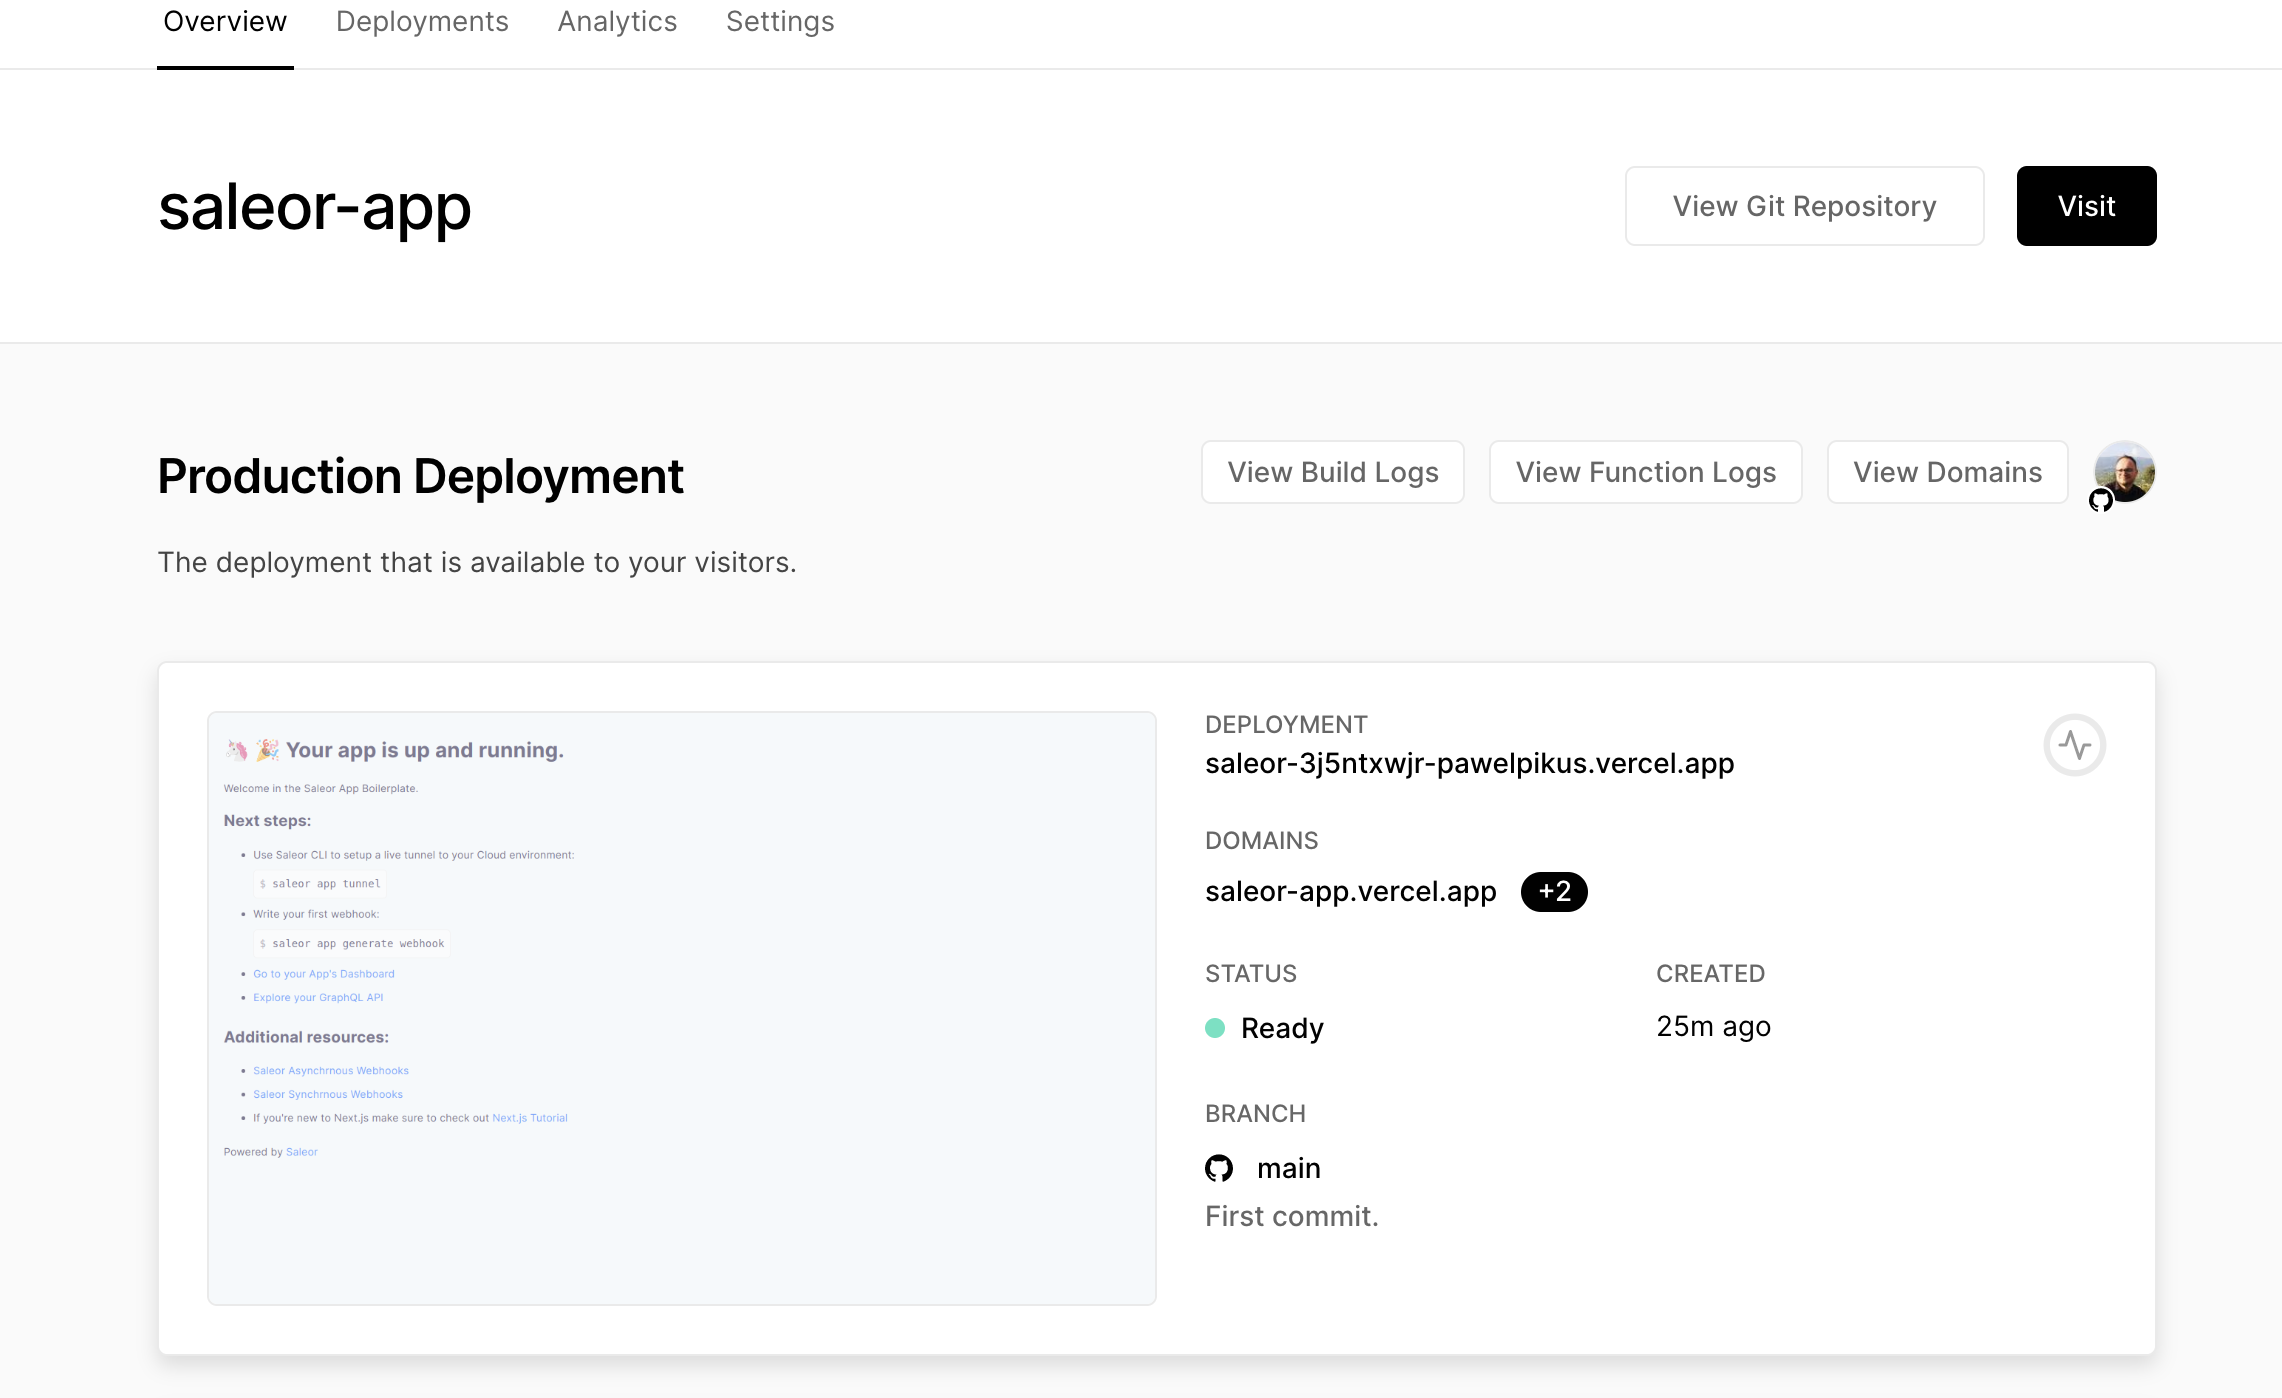 Overview Deployments Analytics Settings
saleor-app
View Git Repository
Visit
Production Deployment
View Build Logs
View Function Logs
View Domains
The deployment that is available to your visitors.
🦄 🎉 Your app is up and running.
Welcome in the Saleor App Boilerplate.
Next steps:
• Use Saleor CLI to setup a live tunnel to your Cloud environment:
$ saleor app tunnel
• Write your first webhook:
$ saleor app generate webhook
• Go to your App's Dashboard
• Explore your GraphQL API
Additional resources:
• Saleor Asynchrnous Webhooks
• Saleor Synchrnous Webhooks
• If you're new to Next.js make sure to check out Next.js Tutorial
Powered by Saleor
DEPLOYMENT
saleor-3j5ntxwjr-pawelpikus.vercel.app
DOMAINS
saleor-app.vercel.app +2
STATUS
Ready
CREATED
25m ago
BRANCH
main
First commit.